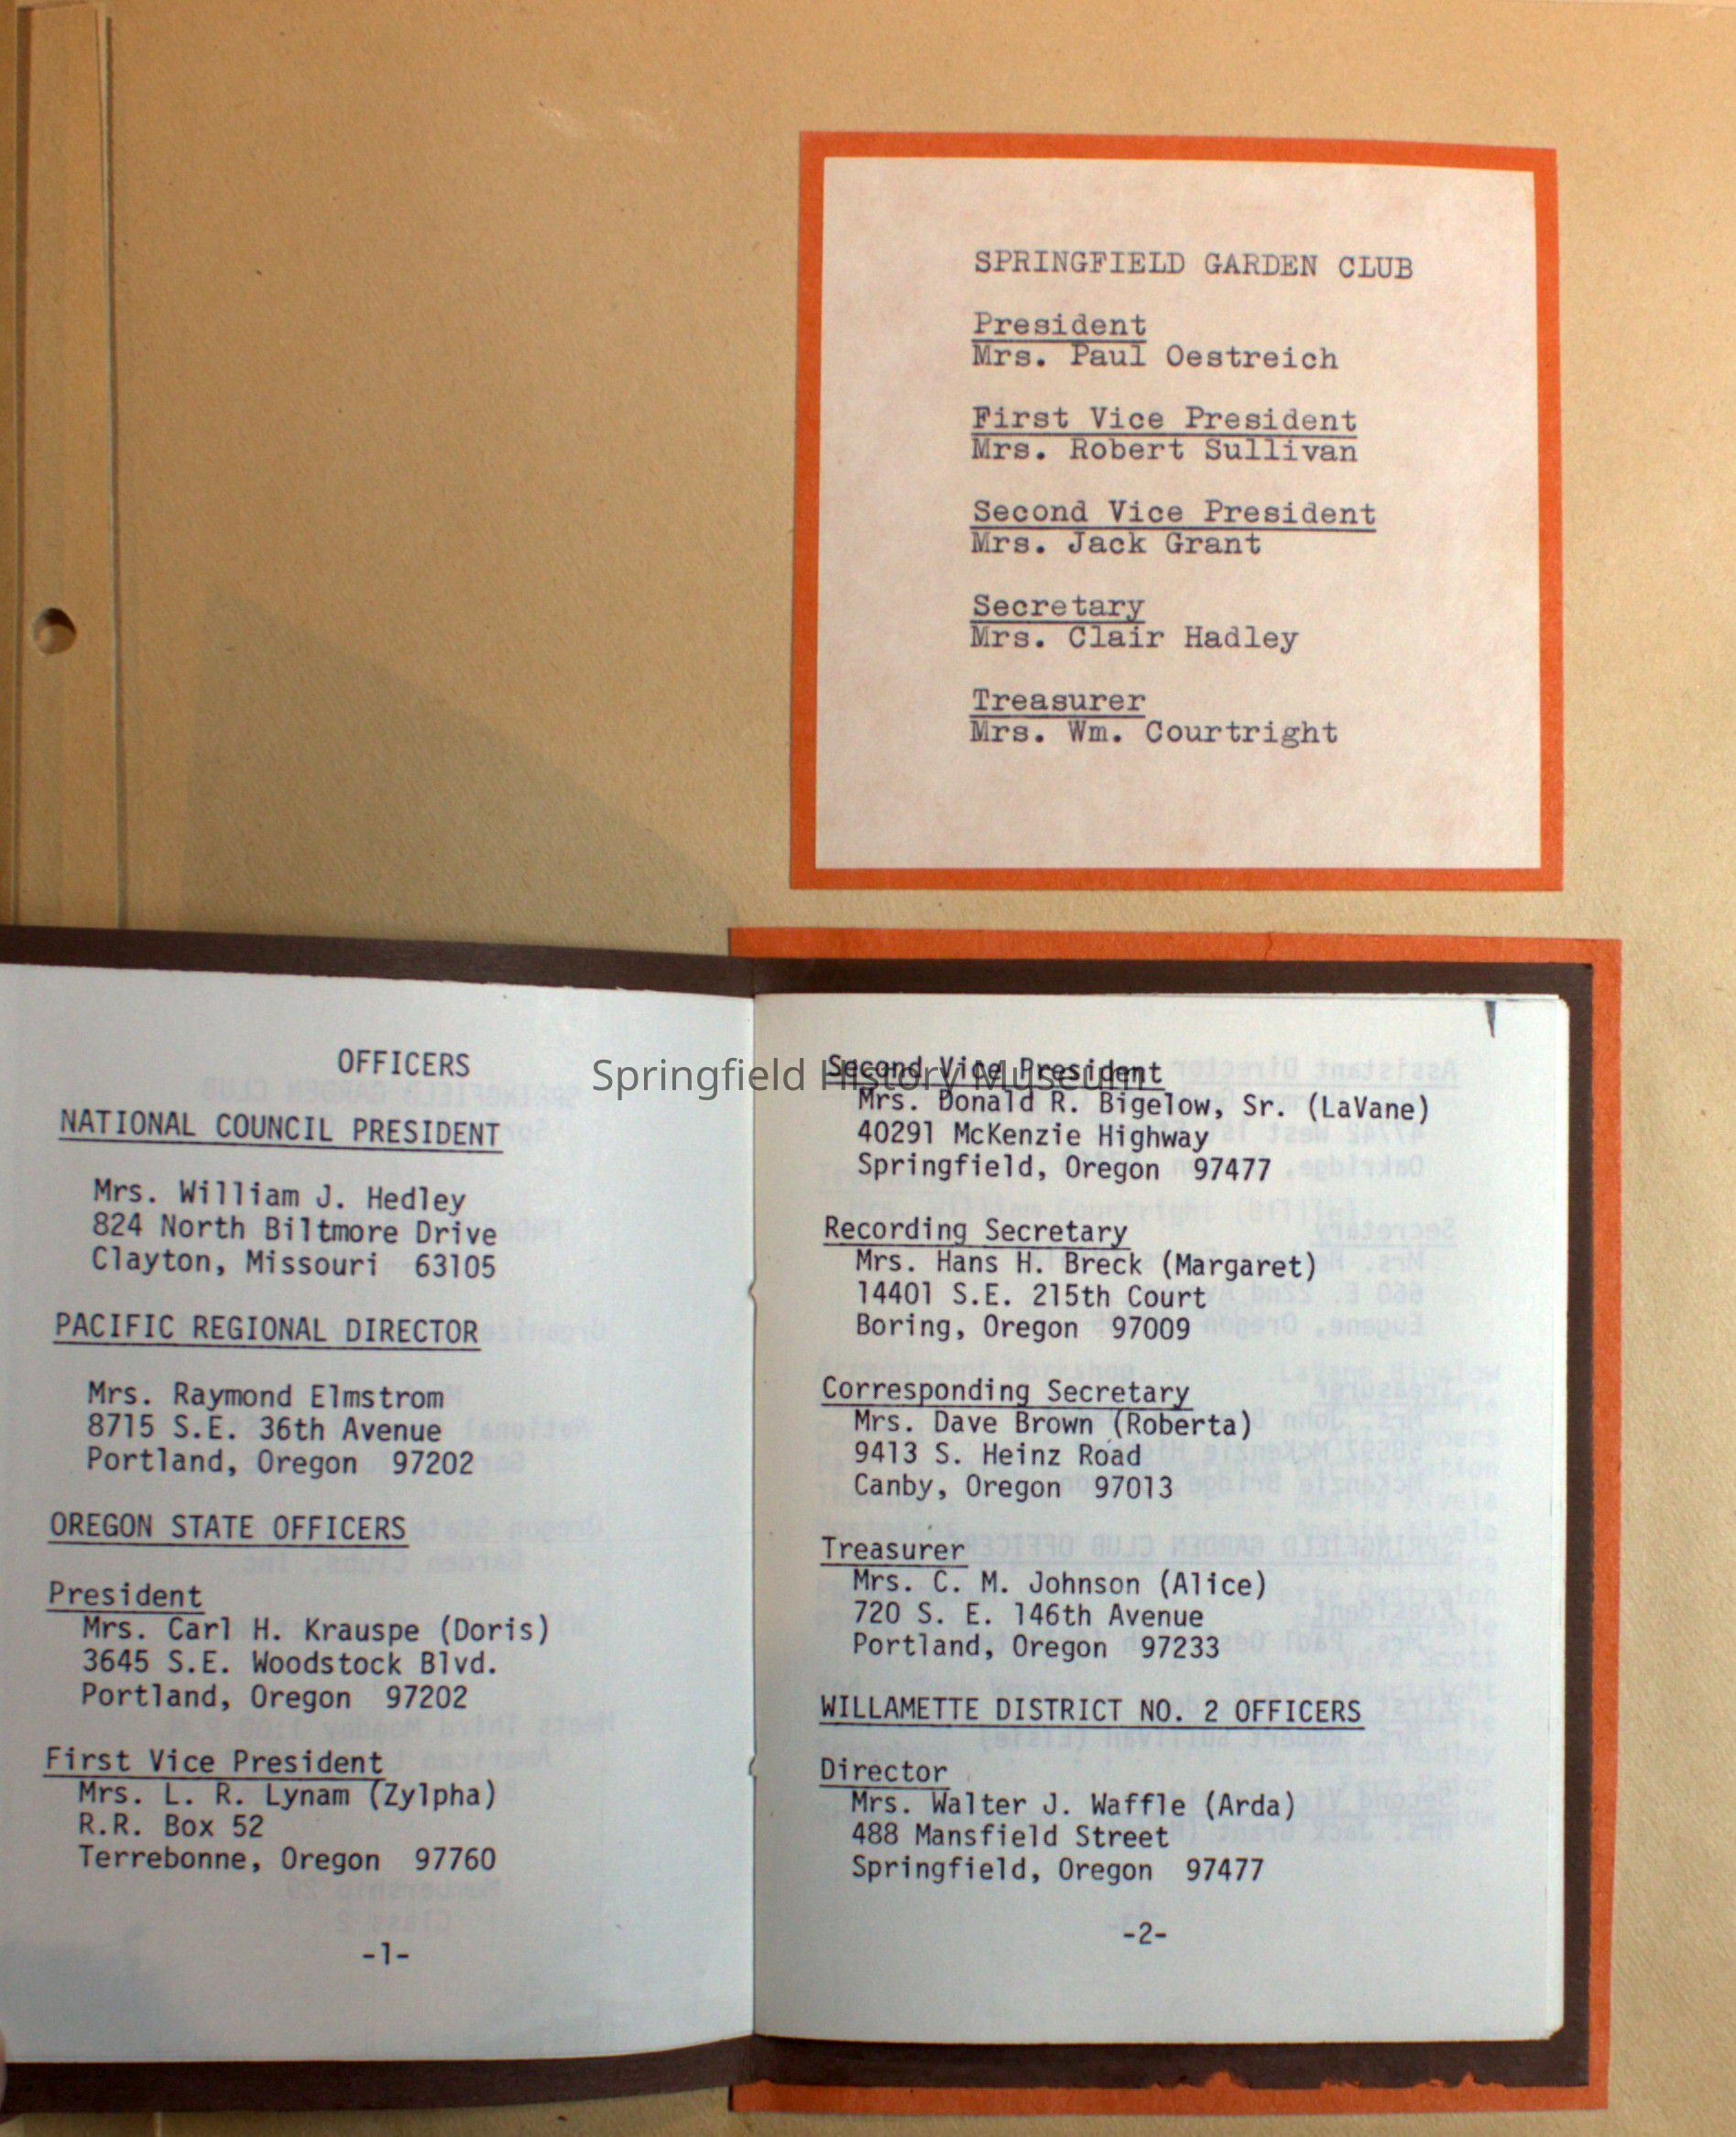 SPRINGFIELD GARDEN CLUB
President
Mrs. Paul Oestreich
First Vice President
Mrs. Robert Sullivan
Second Vice President
Mrs. Jack Grant
Secretary
Mrs. Clair Hadley
Treasurer
Mrs. Wm. Courtright
OFFICERS
NATIONAL COUNCIL PRESIDENT
Mrs. William J. Hedley
824 North Biltmore Drive
Clayton, Missouri 63105
PACIFIC REGIONAL DIRECTOR
Mrs. Raymond Elmstrom
8715 S.E. 36th Avenue
Portland, Oregon 97202
OREGON STATE OFFICERS
President
Mrs. Carl H. Krauspe (Doris)
3645 S.E. Woodstock Blvd.
Portland, Oregon 97202
First Vice President
Mrs. L. R. Lynam (Zylpha)
R.R. Box 52
Terrebonne, Oregon 97760
-1-
Springfield History Museum
Second Vice President
Mrs. Donald R. Bigelow, Sr. (LaVane)
40291 McKenzie Highway
Springfield, Oregon 97477
Recording Secretary
Mrs. Hans H. Breck (Margaret)
14401 S.E. 215th Court
Boring, Oregon 97009
Corresponding Secretary
Mrs. Dave Brown (Roberta)
9413 S. Heinz Road
Canby, Oregon 97013
Treasurer
Mrs. C. M. Johnson (Alice)
720 S. E. 146th Avenue
Portland, Oregon 97233
WILLAMETTE DISTRICT NO. 2 OFFICERS
Director
Mrs. Walter J. Waffle (Arda)
488 Mansfield Street
Springfield, Oregon 97477
-2-